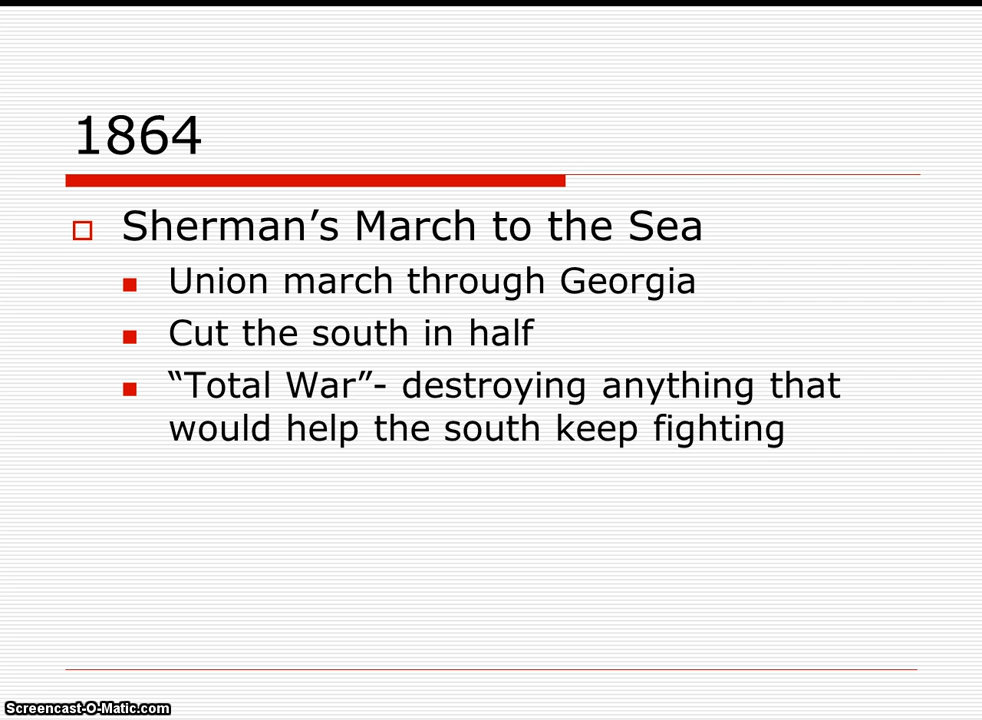 1864
Sherman’s March to the Sea
Union march through Georgia
Cut the south in half
“Total War”- destroying anything that
would help the south keep fighting
Screencast-O-Matic.com